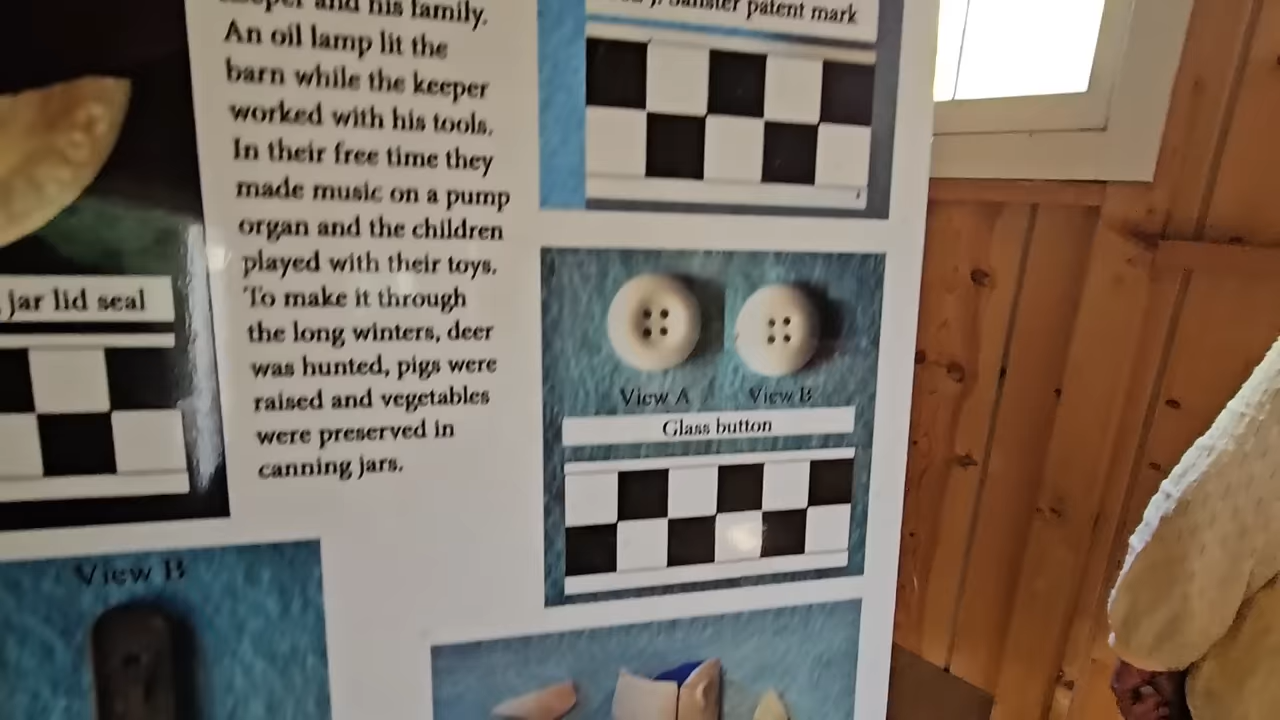 and his family.
An oil lamp lit the
barn while the keeper
worked with his tools.
In their free time they
made music on a pump
organ and the children
played with their toys.
To make it through
the long winters, deer
was hunted, pigs were
raised and vegetables
were preserved in
canning jars.
jar lid seal
View B
patent mark
View A View B
Glass button